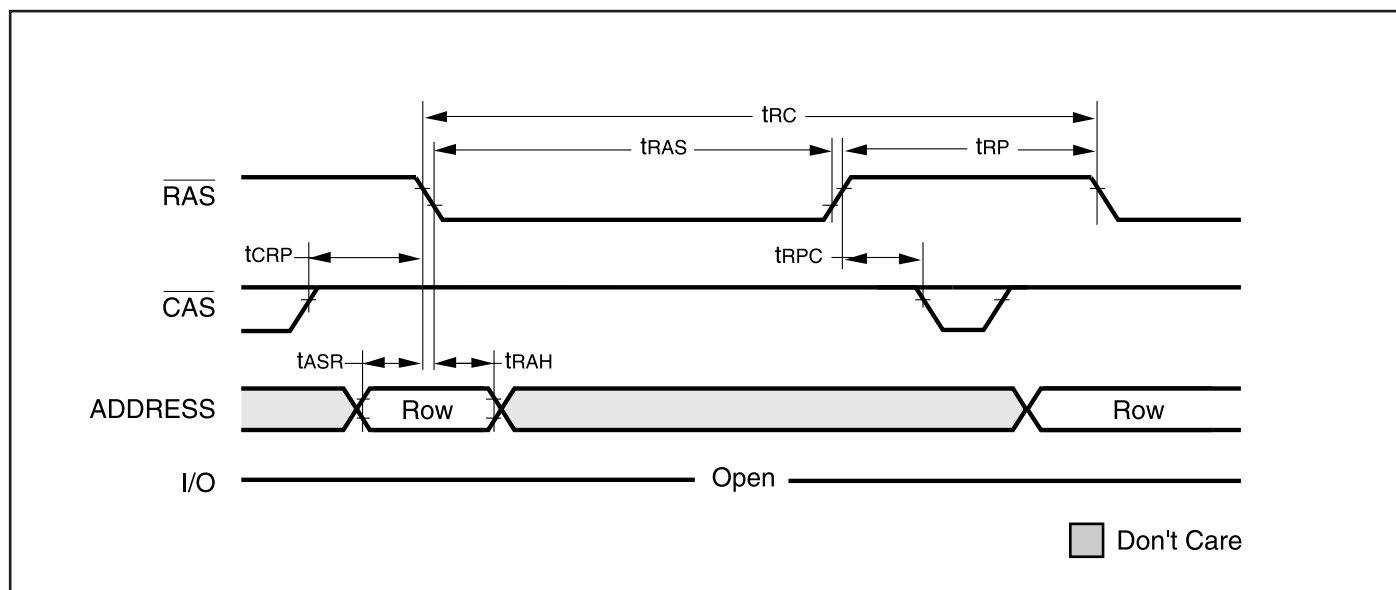 tRC
tRAS
tRP
RAS
tCRP
tRPC
CAS
tASR
tRAH
ADDRESS
Row
Row
I/O
Open
Don't Care